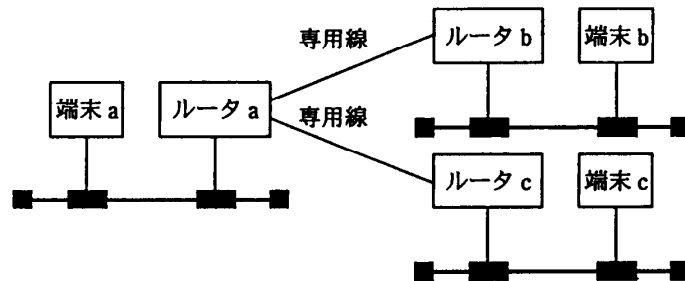 専用線
ルータ b
端末 b
端末 a
ルータ a
専用線
ルータ c
端末 c